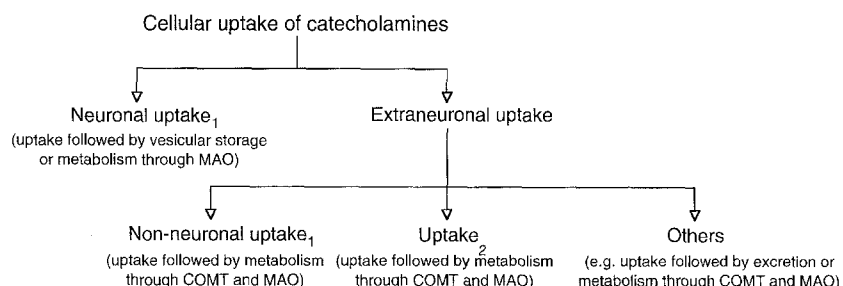 Cellular uptake of catecholamines
Neuronal uptake₁
(uptake followed by vesicular storage
or metabolism through MAO)
Extraneuronal uptake
Non-neuronal uptake₁
(uptake followed by metabolism
through COMT and MAO)
Uptake₂
(uptake followed by metabolism
through COMT and MAO)
Others
(e.g. uptake followed by excretion or
metabolism through COMT and MAO)